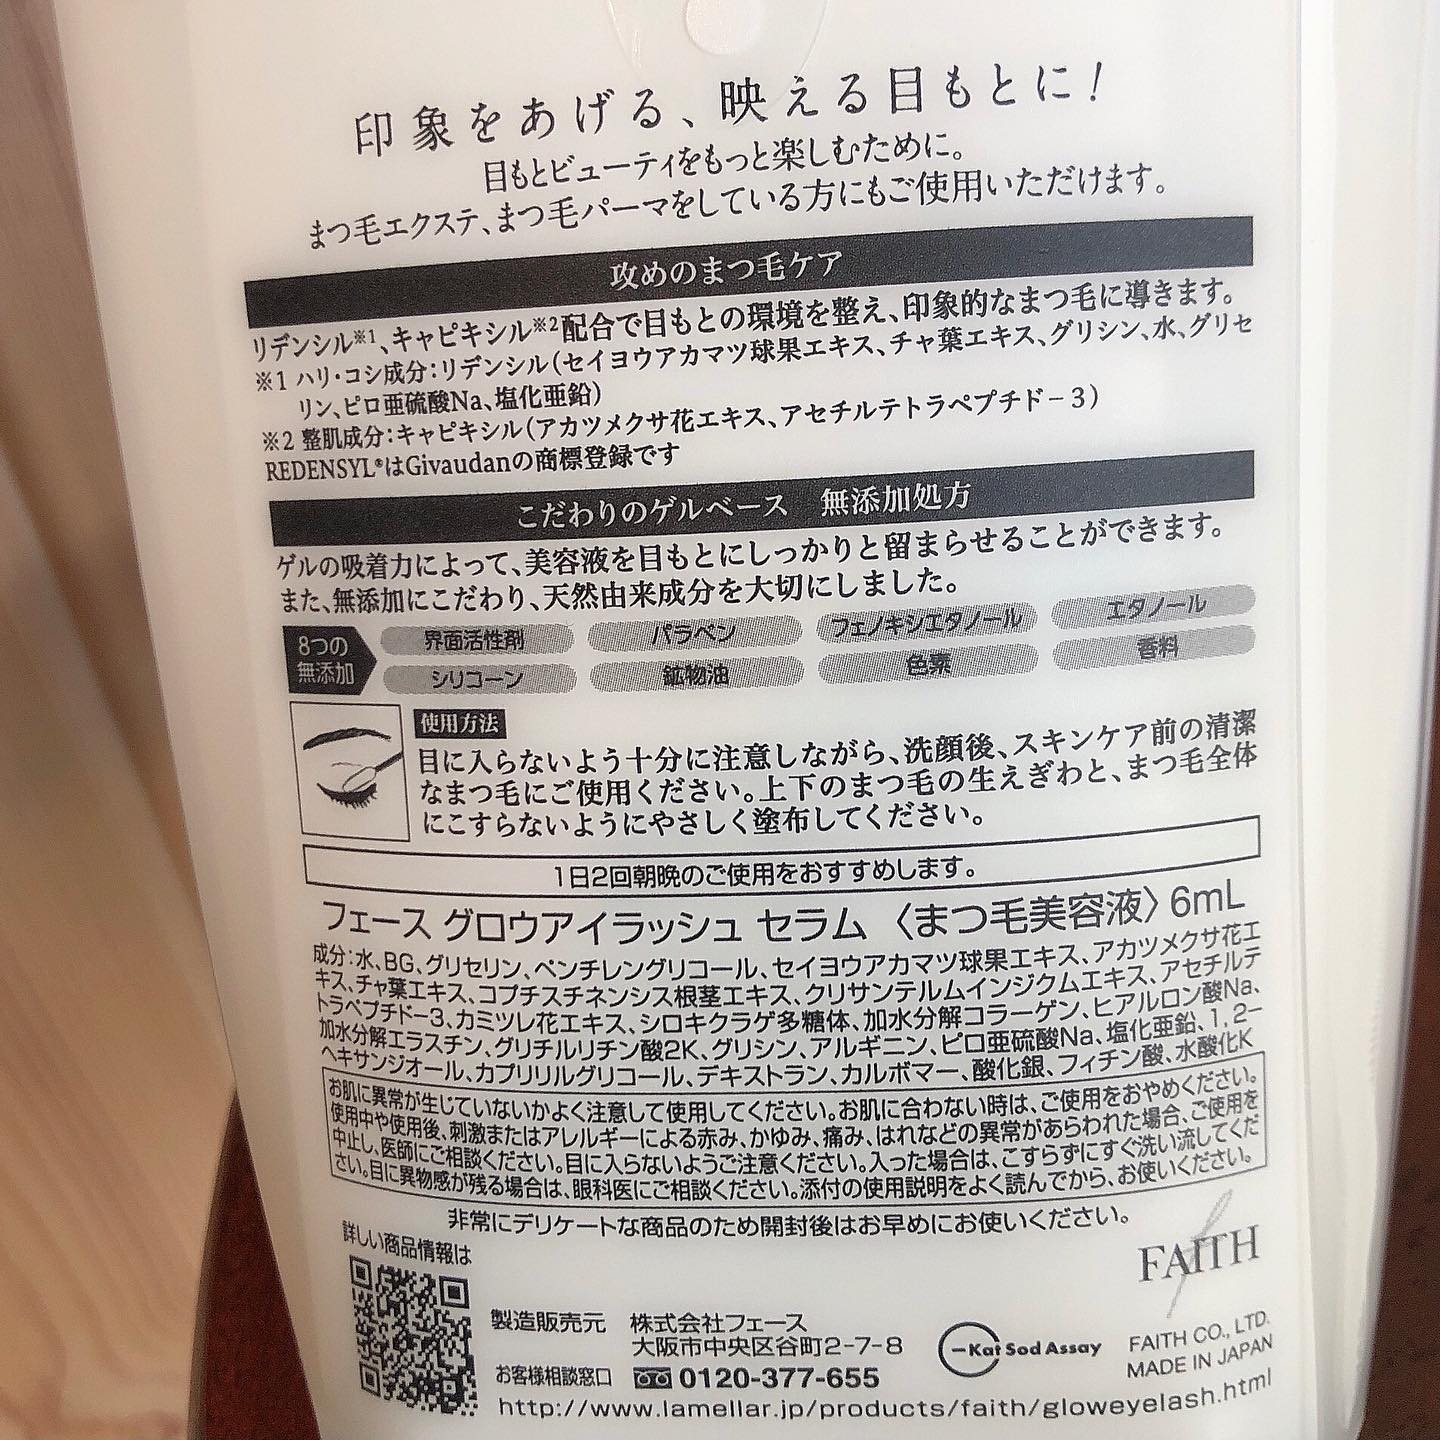 印象をあげる、映える目もとに!
目もとビューティをもっと楽しむために。
まつ毛エクステ、まつ毛パーマをしている方にもご使用いただけます。
攻めのまつ毛ケア
リデンシル※1、キャピキシル※2配合で目もとの環境を整え、印象的なまつ毛に導きます。
※1 ハリ・コシ成分:リデンシル(セイヨウアカマツ球果エキス、チャ葉エキス、グリシン、水、グリセ
リン、ピロ亜硫酸Na、塩化亜鉛)
※2 整肌成分:キャピキシル(アカツメクサ花エキス、アセチルテトラペプチド-3)
REDENSYL®はGivaudanの商標登録です
こだわりのゲルベース 無添加処方
ゲルの吸着力によって、美容液を目もとにしっかりと留まらせることができます。
また、無添加にこだわり、天然由来成分を大切にしました。
8つの
無添加
界面活性剤 パラベン フェノキシエタノール エタノール
シリコーン 鉱物油 色素 香料
使用方法
目に入らないよう十分に注意しながら、洗顔後、スキンケア前の清潔
なまつ毛にご使用ください。上下のまつ毛の生えぎわと、まつ毛全体
にこすらないようにやさしく塗布してください。
1日2回朝晩のご使用をおすすめします。
フェース グロウアイラッシュ セラム 〈まつ毛美容液〉6mL
成分:水、BG、グリセリン、ペンチレングリコール、セイヨウアカマツ球果エキス、アカツメクサ花エ
キス、チャ葉エキス、コプチスチネンシス根茎エキス、クリサンテルムインジクムエキス、アセチルテ
トラペプチド-3、カミツレ花エキス、シロキクラゲ多糖体、加水分解コラーゲン、ヒアルロン酸Na、
加水分解エラスチン、グリチルリチン酸2K、グリシン、アルギニン、ピロ亜硫酸Na、塩化亜鉛、1,2-
ヘキサンジオール、カプリリルグリコール、デキストラン、カルボマー、酸化銀、フィチン酸、水酸化K
お肌に異常が生じていないかよく注意して使用してください。お肌に合わない時は、ご使用をおやめください。
使用中や使用後、刺激またはアレルギーによる赤み、かゆみ、痛み、はれなどの異常があらわれた場合、ご使用を
中止し、医師にご相談ください。目に入らないようご注意ください。入った場合は、こすらずにすぐ洗い流してくだ
さい。目に異物感が残る場合は、眼科医にご相談ください。添付の使用説明をよく読んでから、お使いください。
非常にデリケートな商品のため開封後はお早めにお使いください。
詳しい商品情報は
FAITH
製造販売元 株式会社フェース
大阪市中央区谷町2-7-8
お客様相談窓口 0120-377-655
Kat Sod Assay
FAITH CO., LTD.
MADE IN JAPAN
http://www.lamellar.jp/products/faith/gloweyelash.html